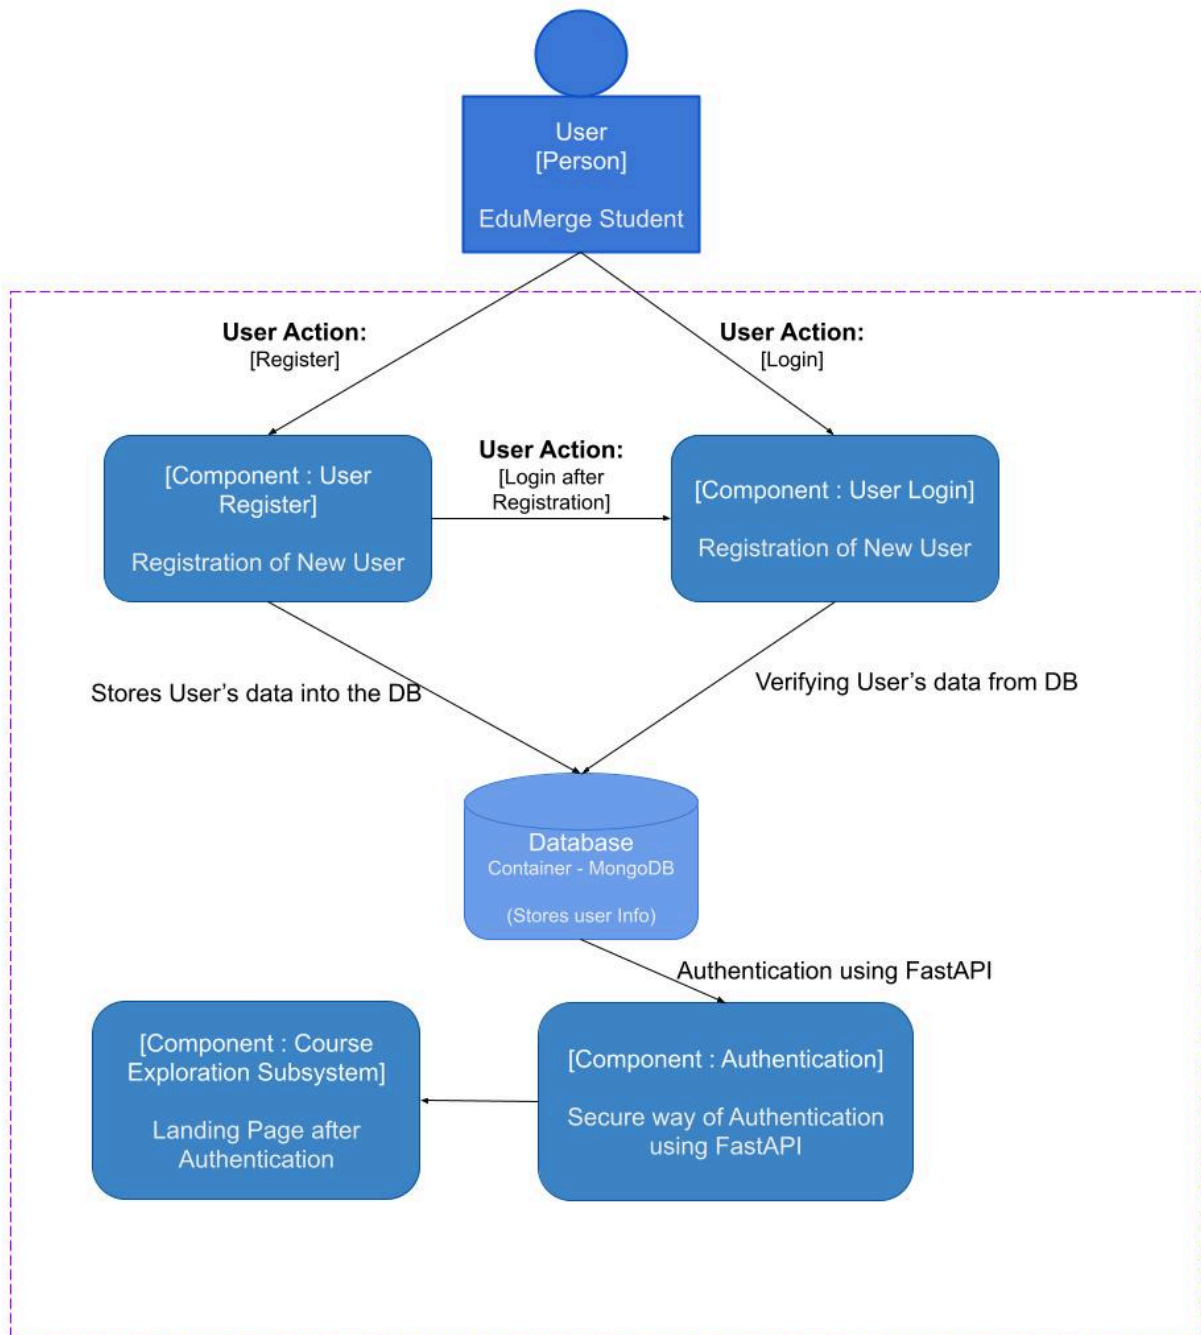 User
[Person]
EduMerge Student
User Action:
[Register]
User Action:
[Login]
[Component : User
Register]
Registration of New User
User Action:
[Login after
Registration]
[Component : User Login]
Registration of New User
Stores User’s data into the DB
Verifying User’s data from DB
Database
Container - MongoDB
(Stores user Info)
Authentication using FastAPI
[Component : Course
Exploration Subsystem]
Landing Page after
Authentication
[Component : Authentication]
Secure way of Authentication
using FastAPI